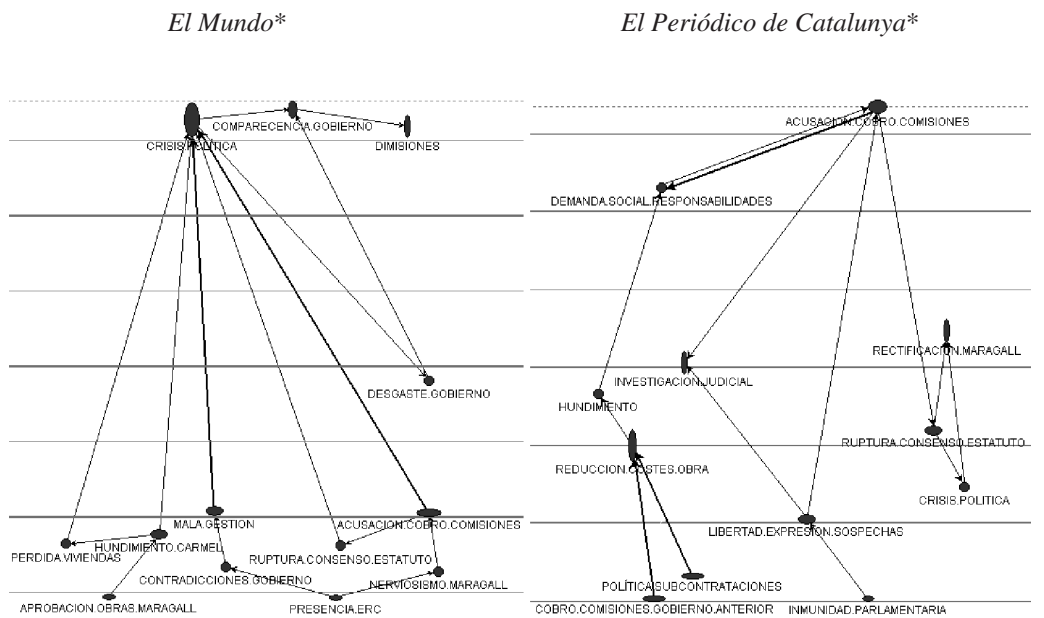 El Mundo*
COMPARECENCIA.GOBIERNO
CRISIS.POLITICA
DIMISIONES
DESGASTE.GOBIERNO
MALA.GESTION
ACUSACION.COBRO.COMISIONES
HUNDIMIENTO.CARMEL
PERDIDA.VIVIENDAS
RUPTURA.CONSENSO.ESTATUTO
CONTRADICCIONES.GOBIERNO
NERVIOSISMO.MARAGALL
APROBACION.OBRAS.MARAGALL
PRESENCIA.ERC
El Periódico de Catalunya*
ACUSACION.COBRO.COMISIONES
DEMANDA.SOCIAL.RESPONSABILIDADES
RECTIFICACION.MARAGALL
INVESTIGACION.JUDICIAL
HUNDIMIENTO
RUPTURA.CONSENSO.ESTATUTO
REDUCCION.COSTES.OBRA
CRISIS.POLITICA
LIBERTAD.EXPRESION.SOSPECHAS
POLÍTICA.SUBCONTRATACIONES
COBRO.COMISIONES.GOBIERNO.ANTERIOR
INMUNIDAD.PARLAMENTARIA